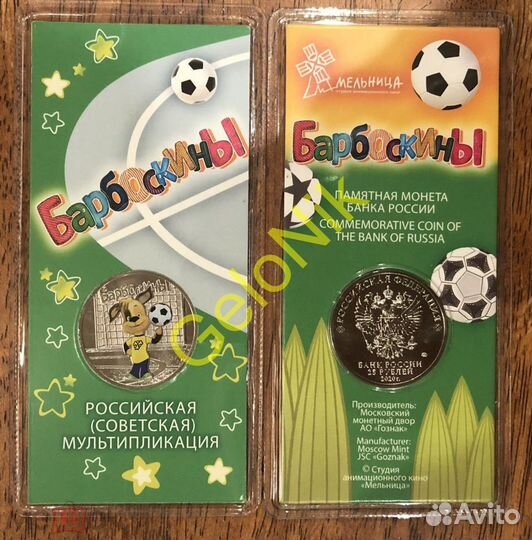 Барбоскины
Барбоскины
РОССИЙСКАЯ
(СОВЕТСКАЯ)
МУЛЬТИПЛИКАЦИЯ
МЕЛЬНИЦА
Барбоскины
ПАМЯТНАЯ МОНЕТА
БАНКА РОССИИ
COMMEMORATIVE COIN OF
THE BANK OF RUSSIA
РОССИЙСКАЯ ФЕДЕРАЦИЯ
БАНК РОССИИ
25 РУБЛЕЙ
2020 г.
Производитель:
Московский
монетный двор
АО «Гознак»
Manufacturer:
Moscow Mint
JSC «Goznak»
© Студия
анимационного кино
«Мельница»
GeloNik
Avito